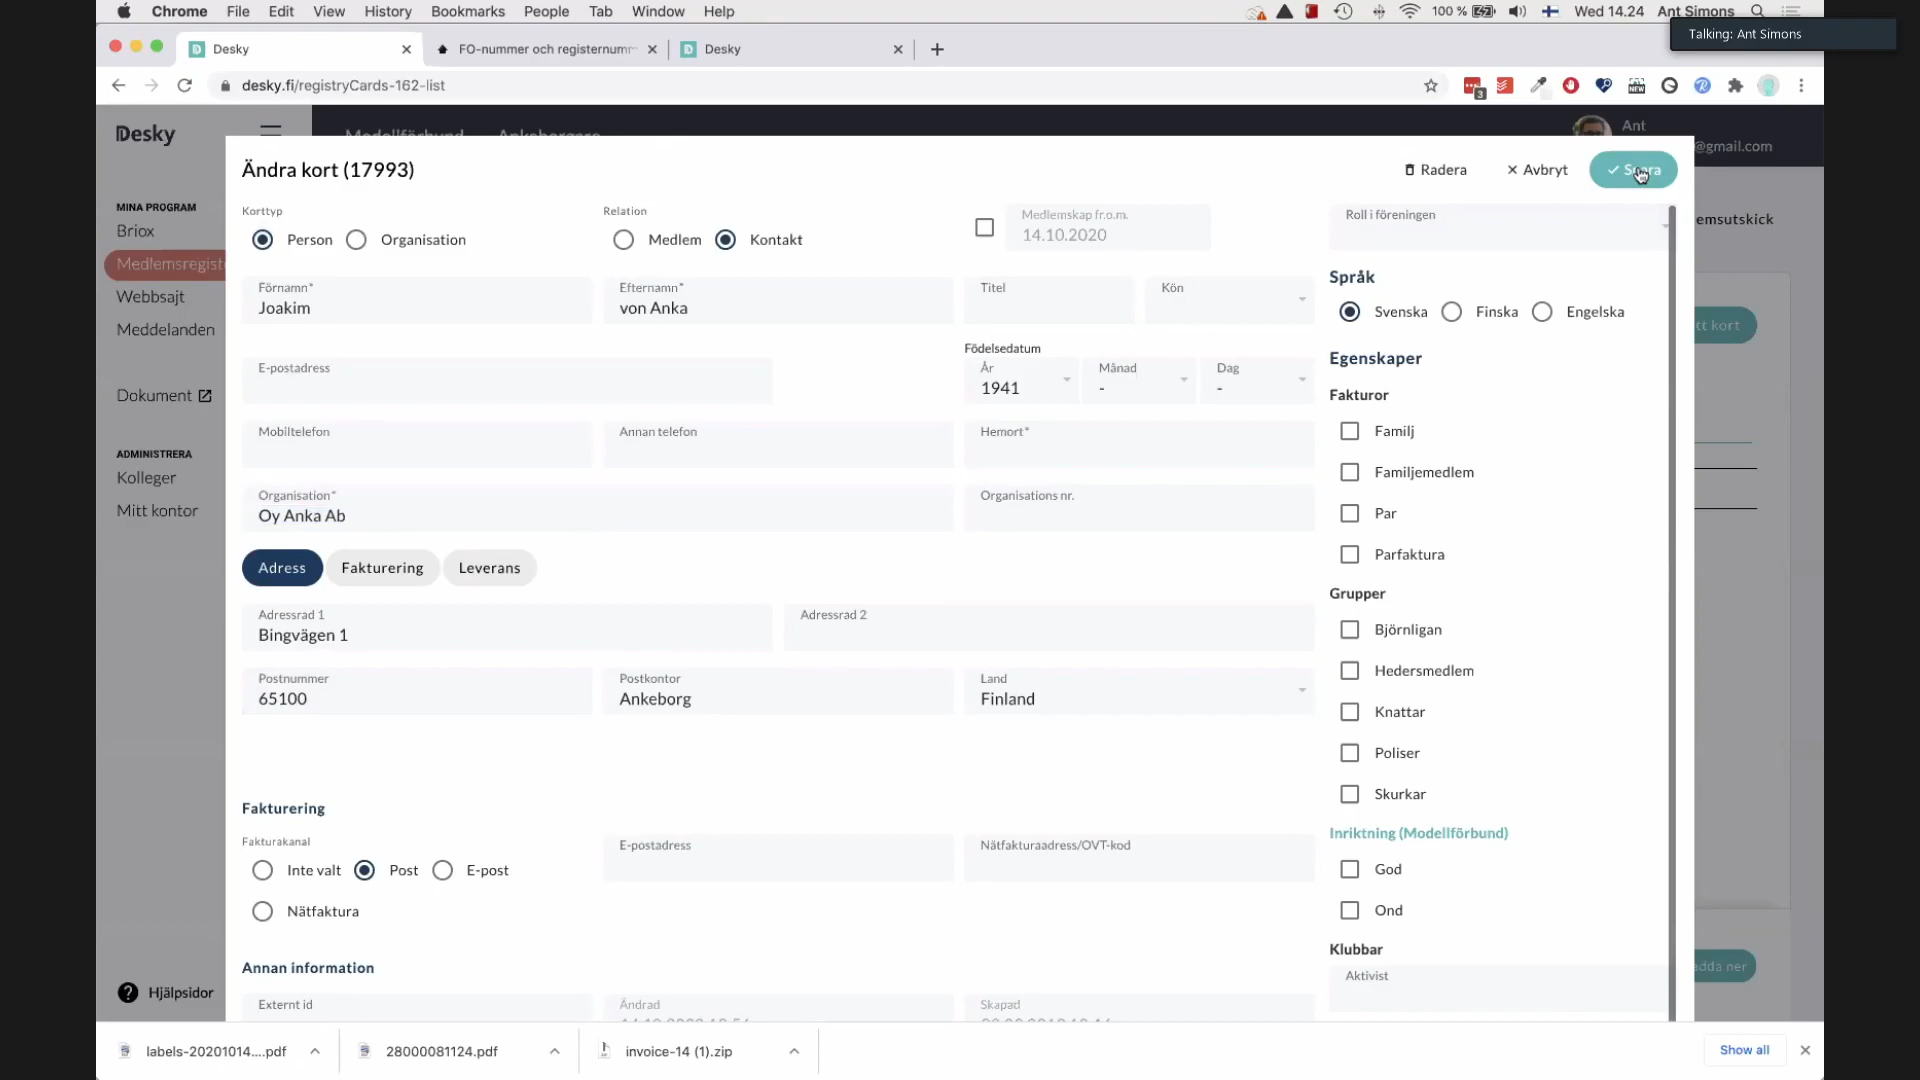 Chrome File Edit View History Bookmarks People Tab Window Help 100 % Wed 14.24 Ant Simons
Talking: Ant Simons
Desky FO-nummer och registernumm Desky
desky.fi/registryCards-162-list 3 NEW
Desky Modellförbund Ankeborgare Ant
@gmail.com
Ändra kort (17993) Radera Avbryt
MINA PROGRAM
Briox
Medlemsregist
Webbsajt
Meddelanden
Dokument
ADMINISTRERA
Kolleger
Mitt kontor
Hjälpsidor
Korttyp Relation
Person Organisation Medlem Kontakt
Medlemskap fr.o.m.
14.10.2020
Roll i föreningen
emsutskick
Förnamn* Efternamn* Titel Kön
Joakim von Anka
E-postadress
Födelsedatum
År Månad Dag
1941 - -
Mobiltelefon Annan telefon Hemort*
Organisation* Organisations nr.
Oy Anka Ab
Adress Fakturering Leverans
Adressrad 1 Adressrad 2
Bingvägen 1
Postnummer Postkontor Land
65100 Ankeborg Finland
Fakturering
Fakturakanal
Inte valt Post E-post
Nätfaktura
E-postadress Nätfakturaadress/OVT-kod
Annan information
Externt id Ändrad Skapad
Språk
Svenska Finska Engelska
tt kort
Egenskaper
Fakturor
Familj
Familjemedlem
Par
Parfaktura
Grupper
Björnligan
Hedersmedlem
Knattar
Poliser
Skurkar
Inriktning (Modellförbund)
God
Ond
Klubbar
Aktivist
adda ner
labels-20201014....pdf 28000081124.pdf invoice-14 (1).zip Show all